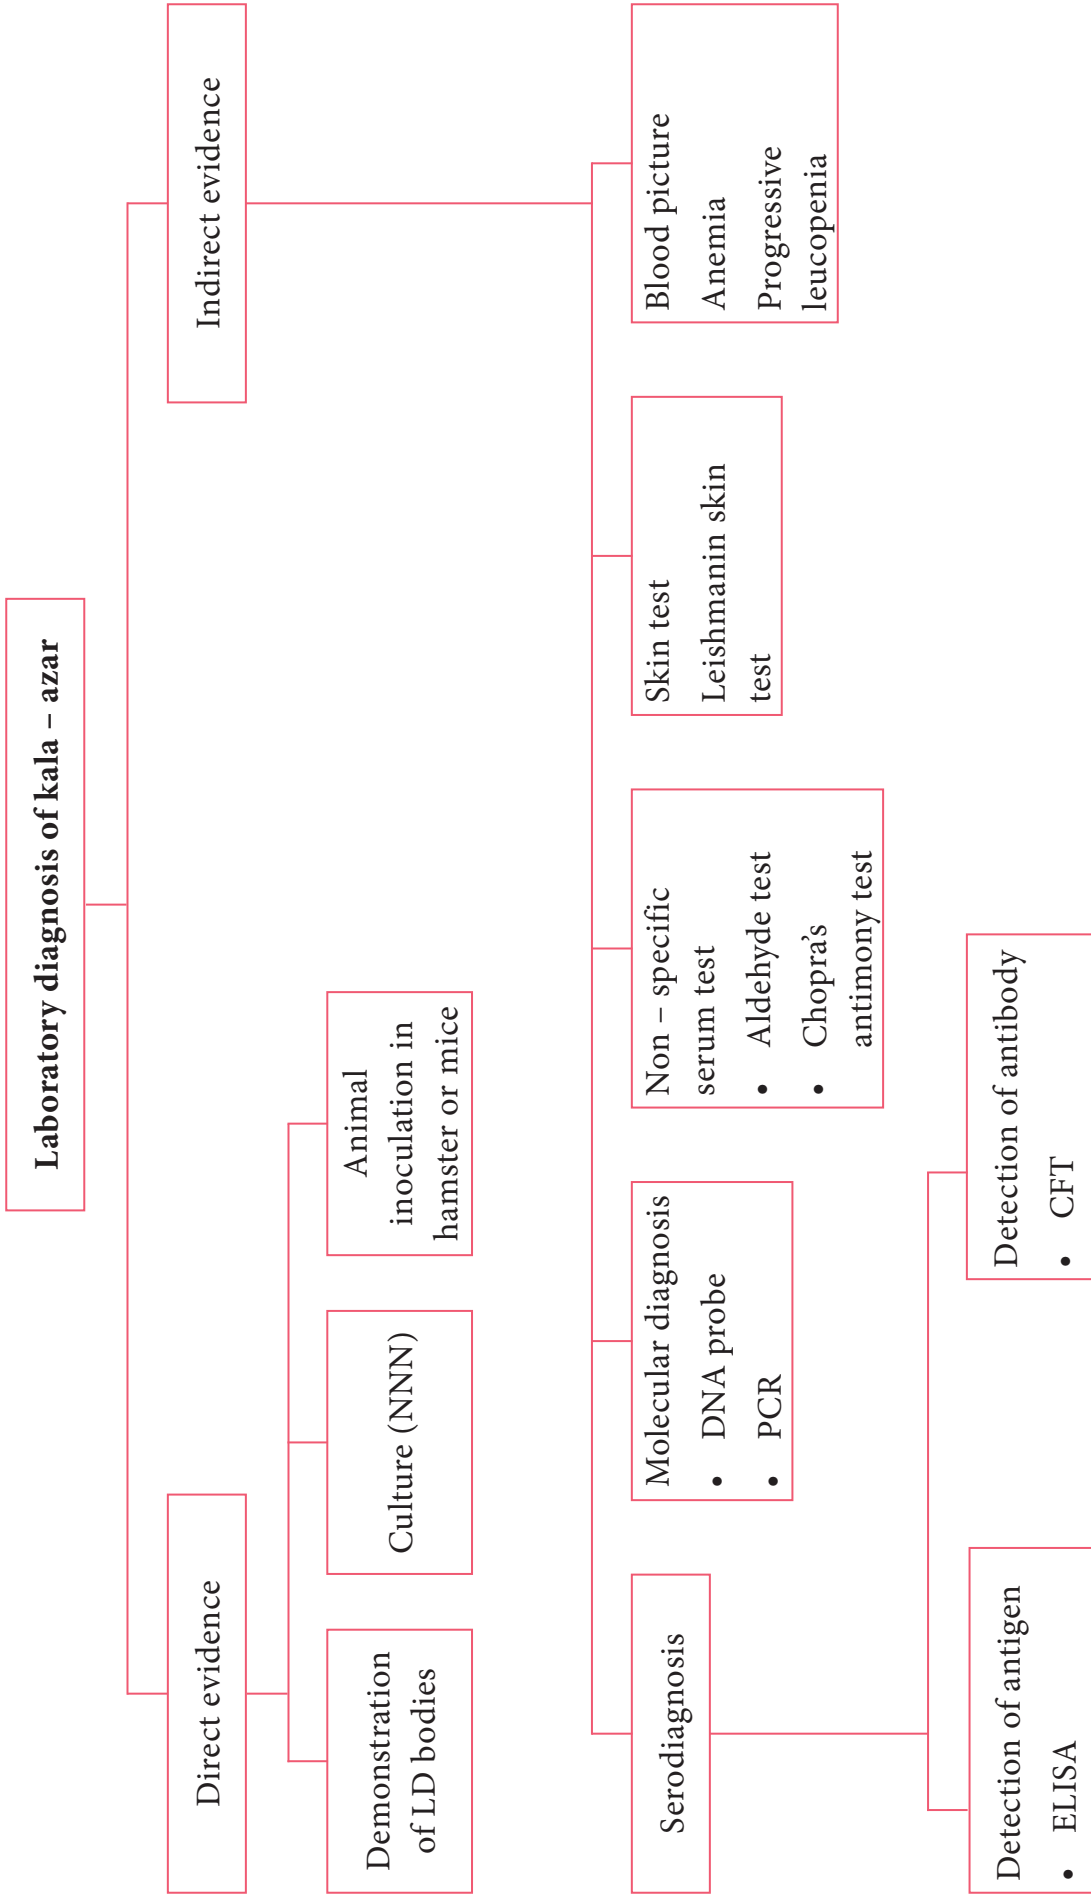 Laboratory diagnosis of kala – azar
Direct evidence
Indirect evidence
Demonstration
of LD bodies
Culture (NNN)
Animal
inoculation in
hamster or mice
Serodiagnosis
Molecular diagnosis
• DNA probe
• PCR
Non – specific
serum test
• Aldehyde test
• Chopra’s
antimony test
Skin test
Leishmanin skin
test
Blood picture
Anemia
Progressive
leucopenia
Detection of antigen
• ELISA
Detection of antibody
• CFT